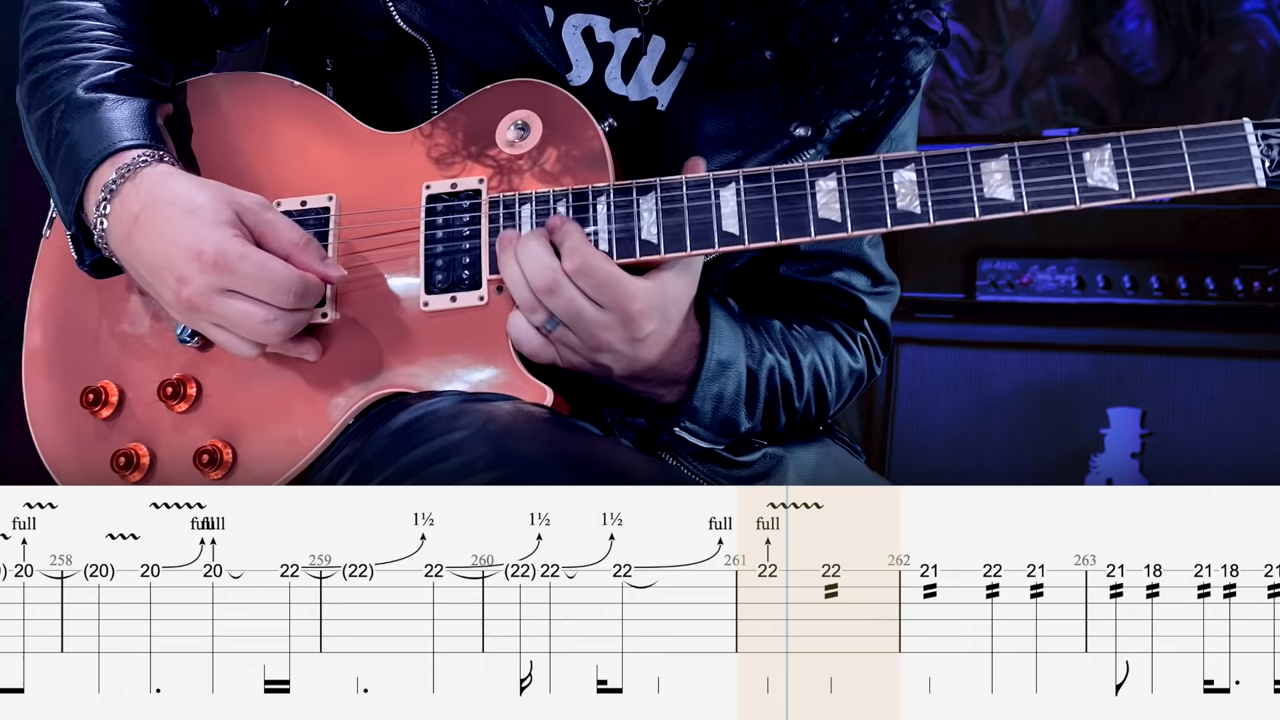 scu
full full full 1½ 1½ 1½ full full
258 259 260 261 262 263
) 20 (20) 20 20 22 (22) 22 (22) 22 22 22 22 21 22 21 21 18 21 18 21